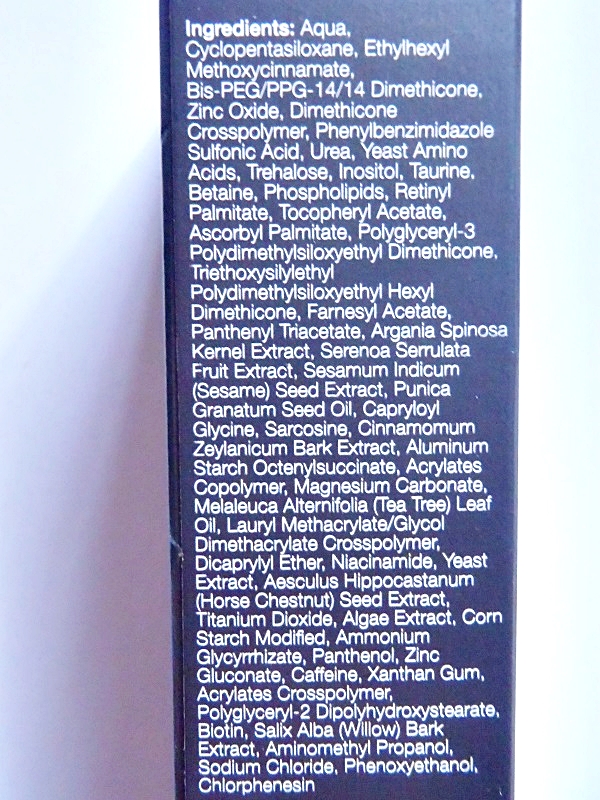 Ingredients: Aqua,
Cyclopentasiloxane, Ethylhexyl
Methoxycinnamate,
Bis-PEG/PPG-14/14 Dimethicone,
Zinc Oxide, Dimethicone
Crosspolymer, Phenylbenzimidazole
Sulfonic Acid, Urea, Yeast Amino
Acids, Trehalose, Inositol, Taurine,
Betaine, Phospholipids, Retinyl
Palmitate, Tocopheryl Acetate,
Ascorbyl Palmitate, Polyglyceryl-3
Polydimethylsiloxyethyl Dimethicone,
Triethoxysilylethyl
Polydimethylsiloxyethyl Hexyl
Dimethicone, Farnesyl Acetate,
Panthenyl Triacetate, Argania Spinosa
Kernel Extract, Serenoa Serrulata
Fruit Extract, Sesamum Indicum
(Sesame) Seed Extract, Punica
Granatum Seed Oil, Capryloyl
Glycine, Sarcosine, Cinnamomum
Zeylanicum Bark Extract, Aluminum
Starch Octenylsuccinate, Acrylates
Copolymer, Magnesium Carbonate,
Melaleuca Alternifolia (Tea Tree) Leaf
Oil, Lauryl Methacrylate/Glycol
Dimethacrylate Crosspolymer,
Dicaprylyl Ether, Niacinamide, Yeast
Extract, Aesculus Hippocastanum
(Horse Chestnut) Seed Extract,
Titanium Dioxide, Algae Extract, Corn
Starch Modified, Ammonium
Glycyrrhizate, Panthenol, Zinc
Gluconate, Caffeine, Xanthan Gum,
Acrylates Crosspolymer,
Polyglyceryl-2 Dipolyhydroxystearate,
Biotin, Salix Alba (Willow) Bark
Extract, Aminomethyl Propanol,
Sodium Chloride, Phenoxyethanol,
Chlorphenesin